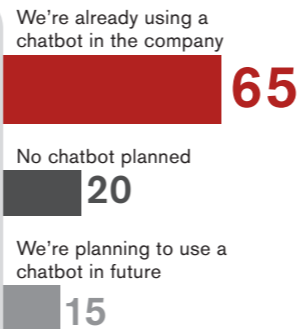 We’re already using a
chatbot in the company
65
No chatbot planned
20
We’re planning to use a
chatbot in future
15